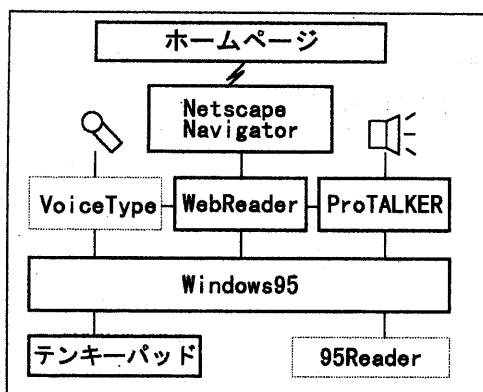 ホームページ
Netscape
Navigator
VoiceType
WebReader
ProTALKER
Windows95
テンキーパッド
95Reader